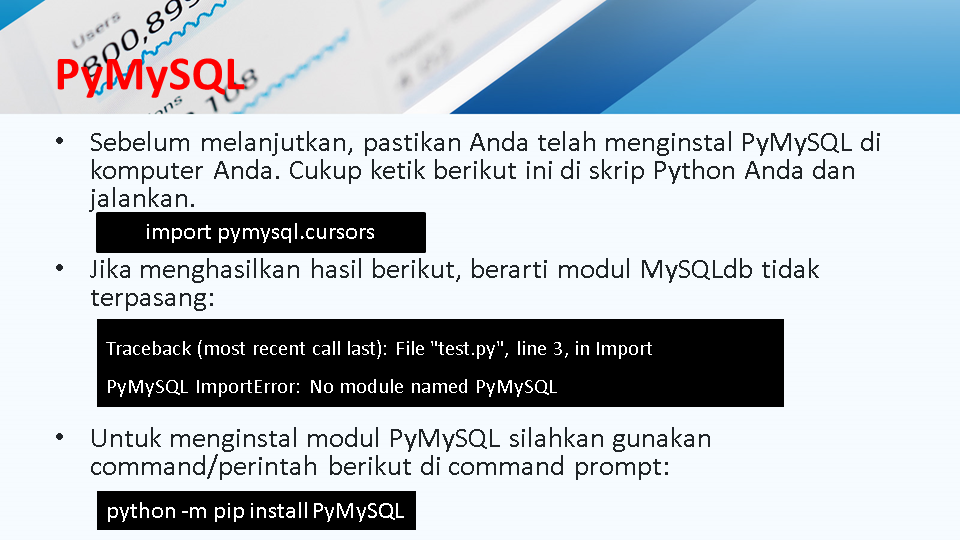 Users
800,899
PyMySQL
• Sebelum melanjutkan, pastikan Anda telah menginstal PyMySQL di
komputer Anda. Cukup ketik berikut ini di skrip Python Anda dan
jalankan.
import pymysql.cursors
• Jika menghasilkan hasil berikut, berarti modul MySQLdb tidak
terpasang:
Traceback (most recent call last): File "test.py", line 3, in Import
PyMySQL ImportError: No module named PyMySQL
• Untuk menginstal modul PyMySQL silahkan gunakan
command/perintah berikut di command prompt:
python -m pip install PyMySQL